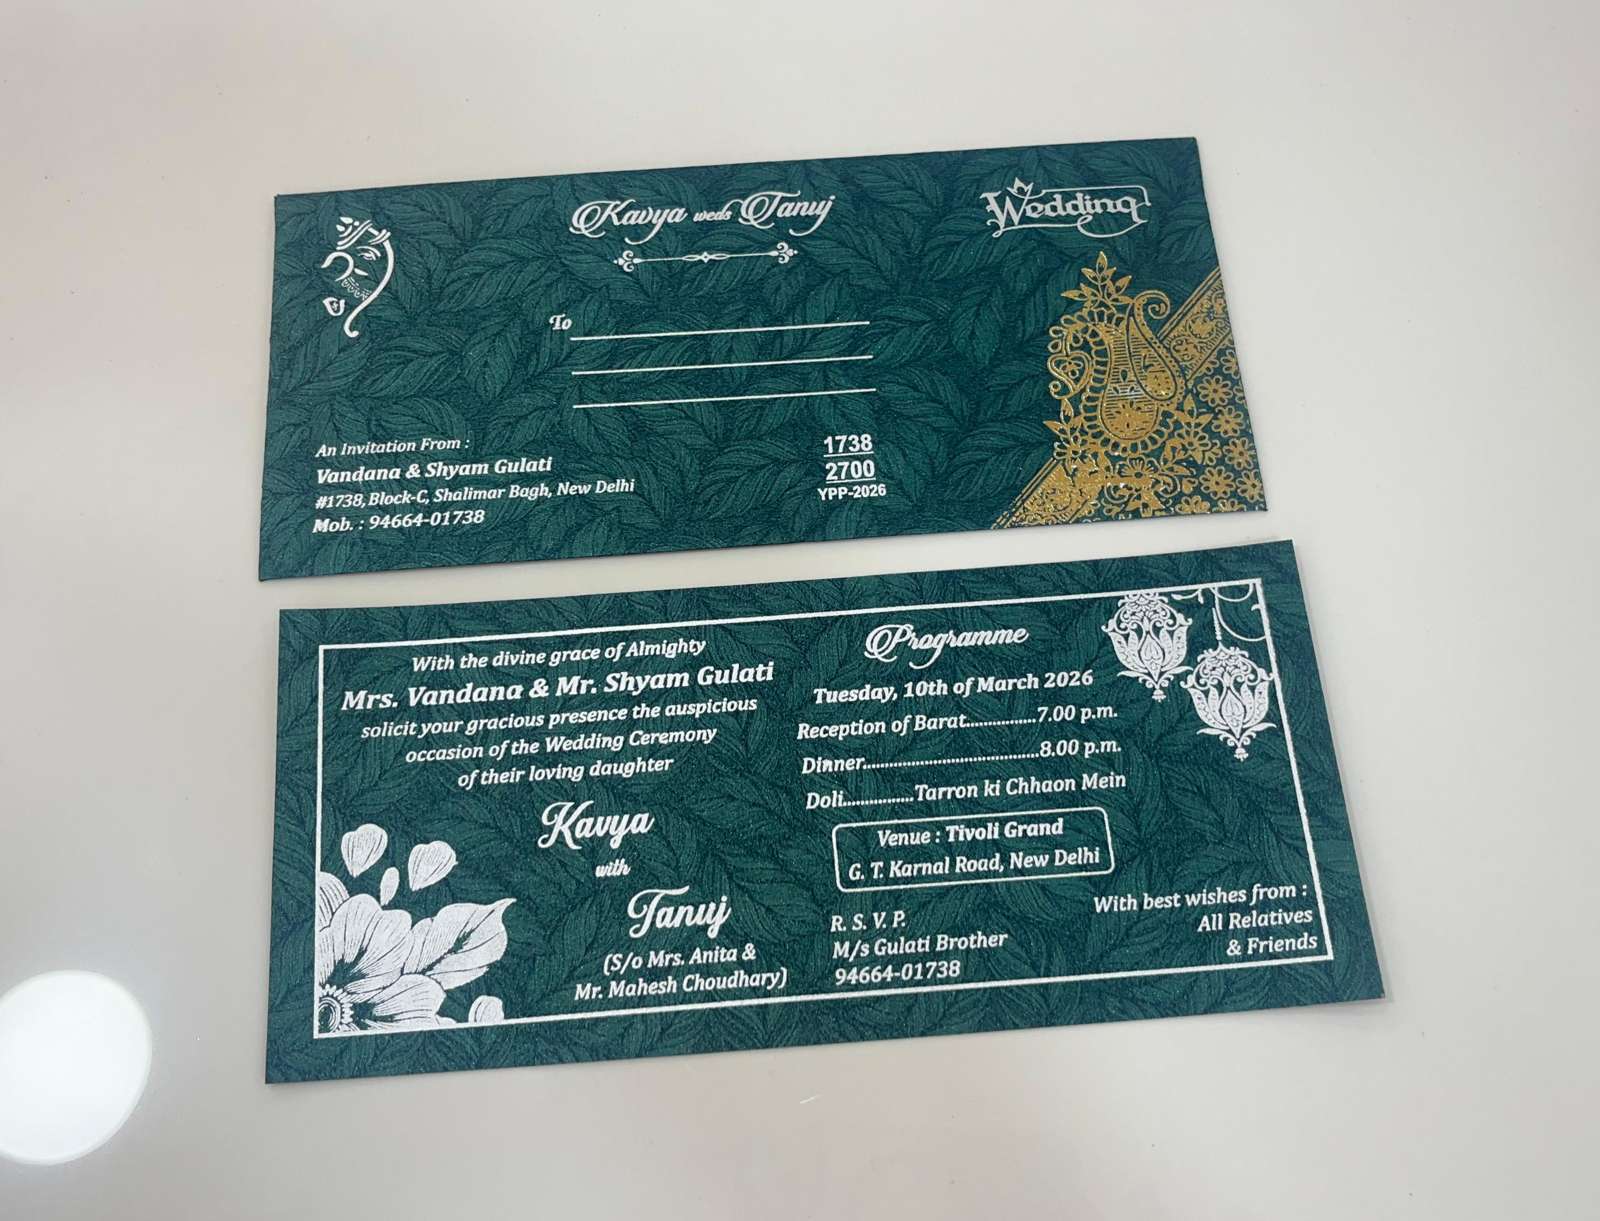 Kavya weds Tanuj
Wedding
To
An Invitation From :
Vandana & Shyam Gulati
#1738, Block-C, Shalimar Bagh, New Delhi
Mob. : 94664-01738
1738
2700
YPP-2026
With the divine grace of Almighty
Mrs. Vandana & Mr. Shyam Gulati
solicit your gracious presence the auspicious
occasion of the Wedding Ceremony
of their loving daughter
Kavya
with
Tanuj
(S/o Mrs. Anita &
Mr. Mahesh Choudhary)
Programme
Tuesday, 10th of March 2026
Reception of Barat................7.00 p.m.
Dinner.........................................8.00 p.m.
Doli................Tarron ki Chhaon Mein
Venue : Tivoli Grand
G. T. Karnal Road, New Delhi
R. S. V. P.
M/s Gulati Brother
94664-01738
With best wishes from :
All Relatives
& Friends